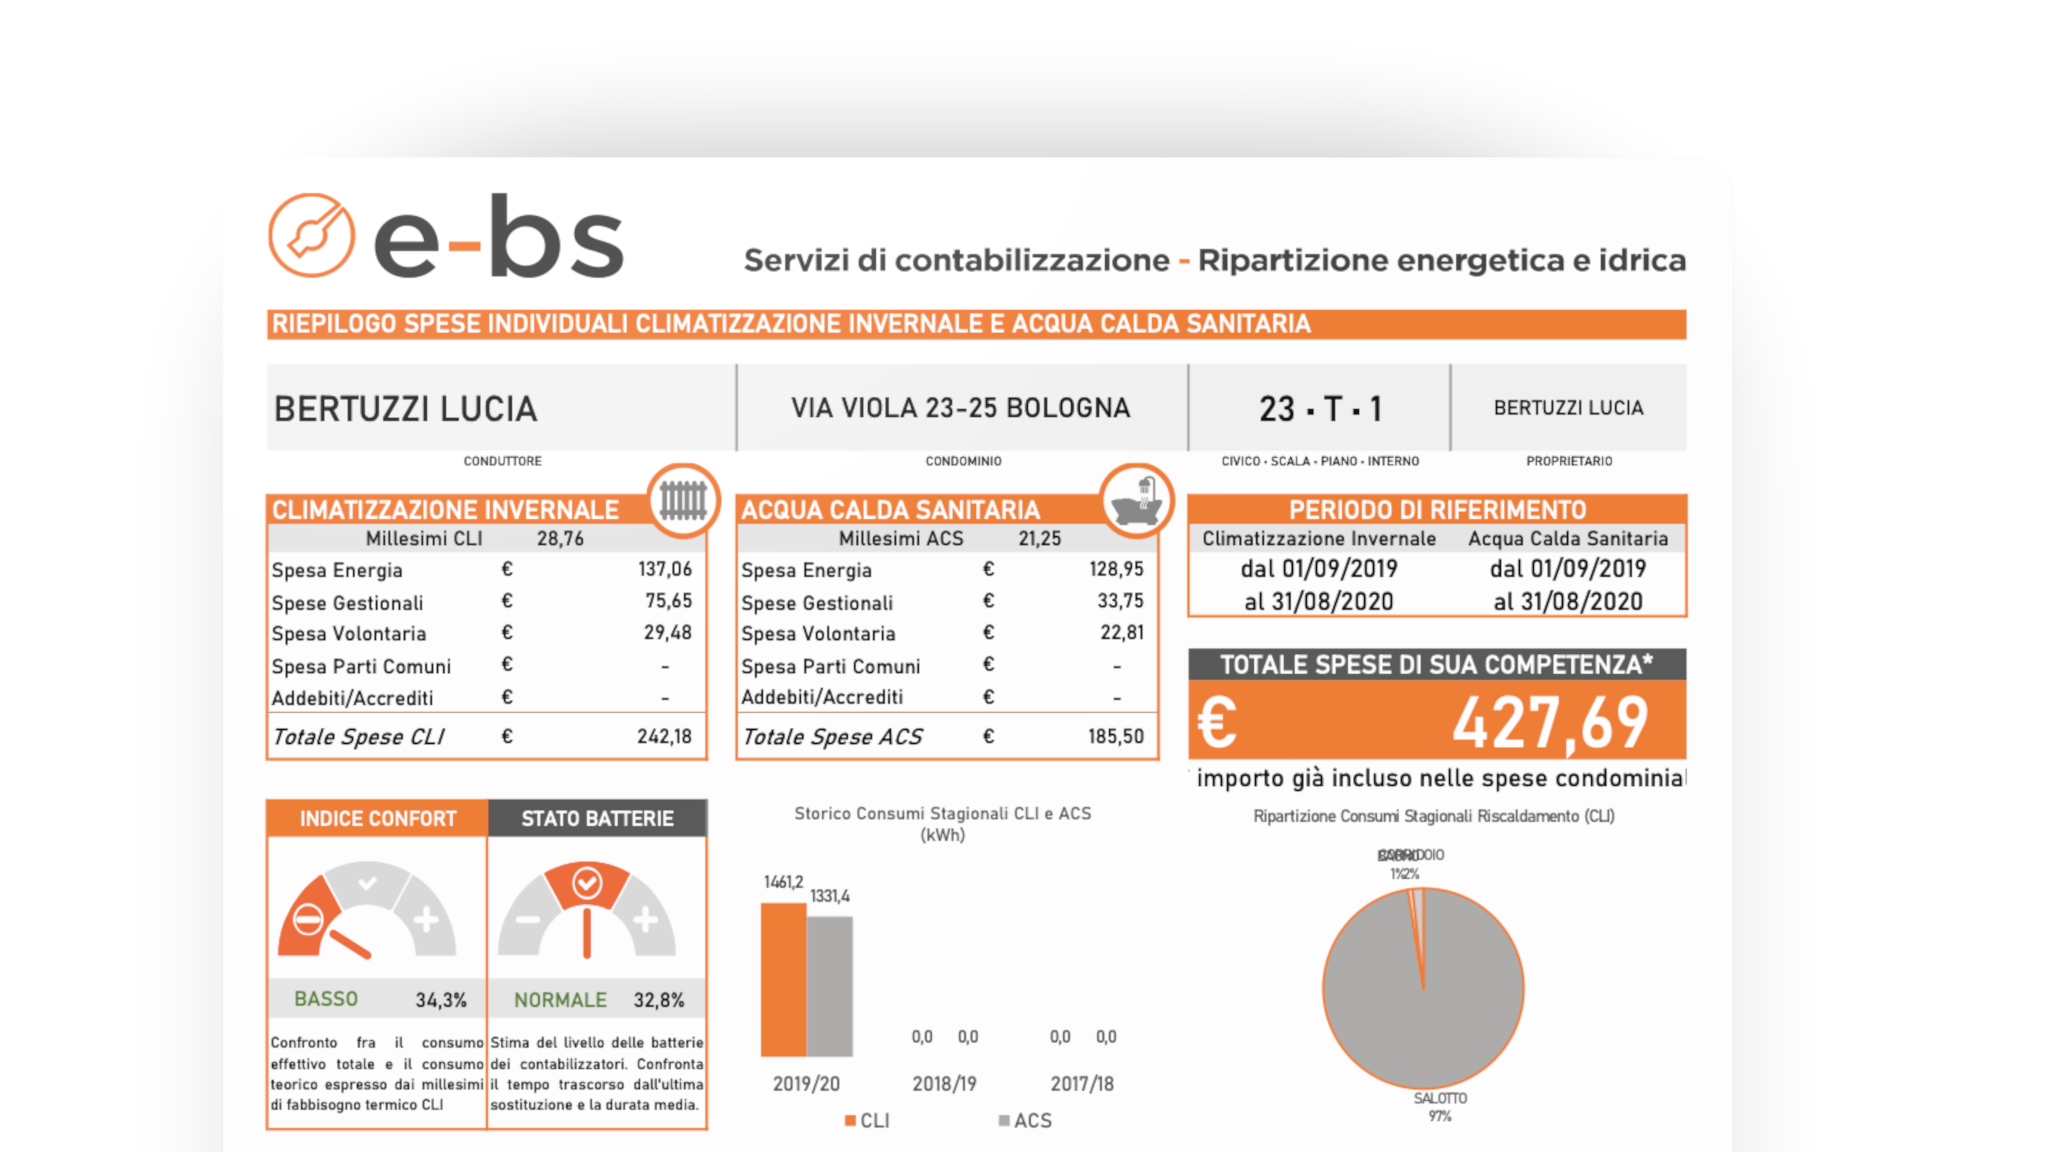 e-bs
Servizi di contabilizzazione - Ripartizione energetica e idrica
RIEPILOGO SPESE INDIVIDUALI CLIMATIZZAZIONE INVERNALE E ACQUA CALDA SANITARIA
BERTUZZI LUCIA
CONDUTTORE
VIA VIOLA 23-25 BOLOGNA
CONDOMINIO
23 · T · 1
CIVICO · SCALA · PIANO · INTERNO
BERTUZZI LUCIA
PROPRIETARIO
CLIMATIZZAZIONE INVERNALE
Millesimi CLI 28,76
Spesa Energia € 137,06
Spese Gestionali € 75,65
Spesa Volontaria € 29,48
Spesa Parti Comuni € -
Addebiti/Accrediti € -
Totale Spese CLI € 242,18
ACQUA CALDA SANITARIA
Millesimi ACS 21,25
Spesa Energia € 128,95
Spese Gestionali € 33,75
Spesa Volontaria € 22,81
Spesa Parti Comuni € -
Addebiti/Accrediti € -
Totale Spese ACS € 185,50
PERIODO DI RIFERIMENTO
Climatizzazione Invernale Acqua Calda Sanitaria
dal 01/09/2019 dal 01/09/2019
al 31/08/2020 al 31/08/2020
TOTALE SPESE DI SUA COMPETENZA*
€ 427,69
importo già incluso nelle spese condominial
INDICE CONFORT
BASSO 34,3%
Confronto fra il consumo
effettivo totale e il consumo
teorico espresso dai millesimi
di fabbisogno termico CLI
STATO BATTERIE
NORMALE 32,8%
Stima del livello delle batterie
dei contabilizzatori. Confronta
il tempo trascorso dall'ultima
sostituzione e la durata media.
Storico Consumi Stagionali CLI e ACS
(kWh)
1461,2
1331,4
0,0 0,0 0,0 0,0
2019/20 2018/19 2017/18
CLI ACS
Ripartizione Consumi Stagionali Riscaldamento (CLI)
CORRIDOIO
1% 2%
SALOTTO
97%